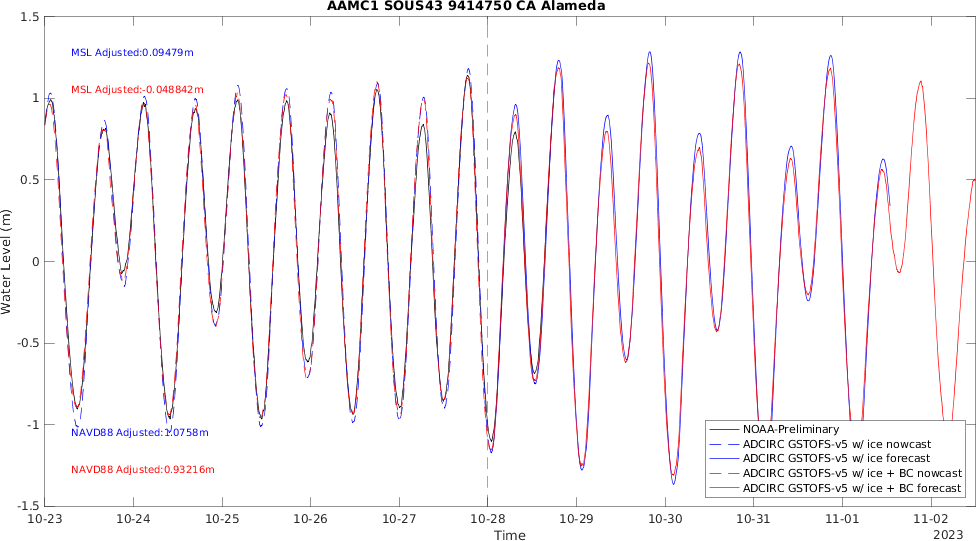 AAMC1 SOUS43 9414750 CA Alameda
1.5
1
0.5
0
-0.5
-1
-1.5
Water Level (m)
MSL Adjusted:0.09479m
MSL Adjusted:-0.048842m
NAVD88 Adjusted:1.0758m
NAVD88 Adjusted:0.93216m
NOAA-Preliminary
ADCIRC GSTOFS-v5 w/ ice nowcast
ADCIRC GSTOFS-v5 w/ ice forecast
ADCIRC GSTOFS-v5 w/ ice + BC nowcast
ADCIRC GSTOFS-v5 w/ ice + BC forecast
10-23 10-24 10-25 10-26 10-27 10-28 10-29 10-30 10-31 11-01 11-02
Time
2023